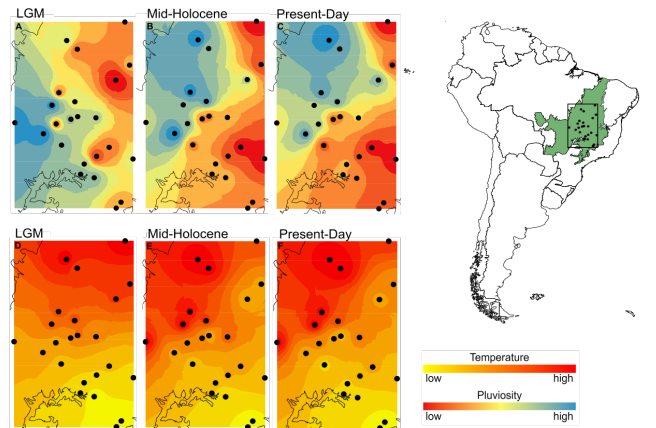 LGM
Mid-Holocene
Present-Day
A
B
C
LGM
Mid-Holocene
Present-Day
D
E
F
Temperature
low high
Pluviosity
low high